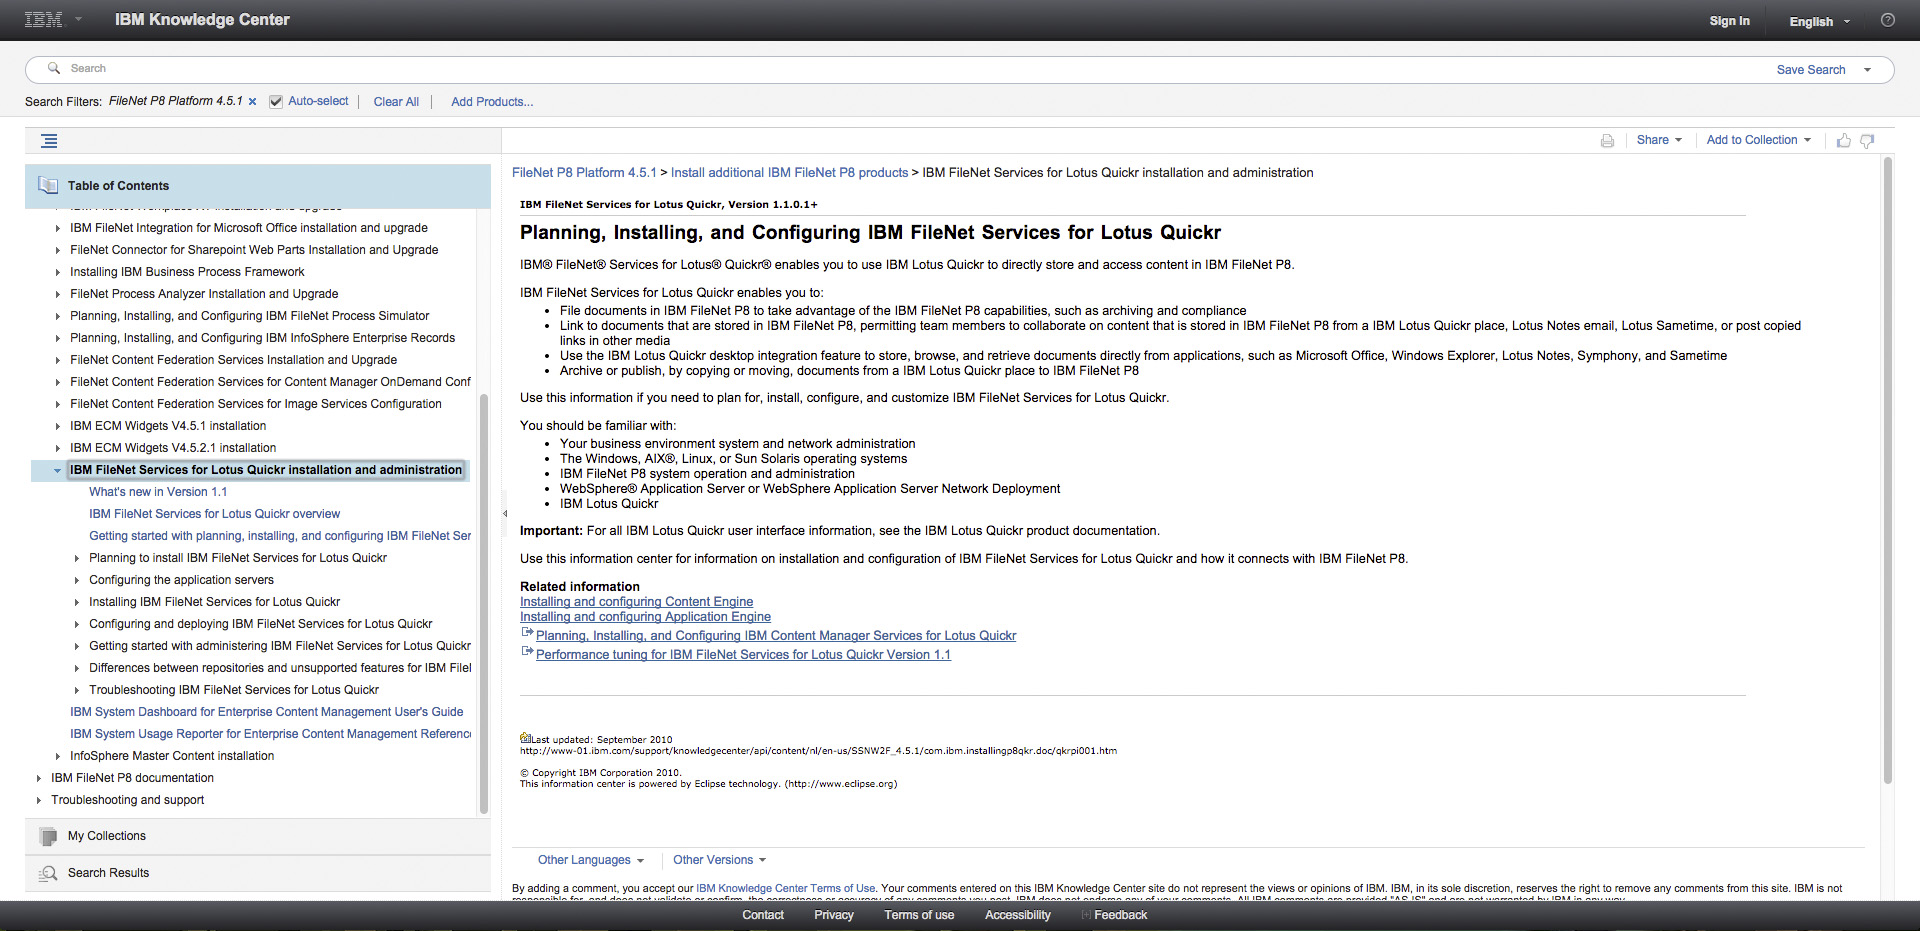 IBM
IBM Knowledge Center
Sign In
English
?
Search
Save Search
Search Filters: FileNet P8 Platform 4.5.1 × Auto-select
Clear All
Add Products...
Share
Add to Collection
Table of Contents
IBM FileNet Integration for Microsoft Office installation and upgrade
FileNet Connector for Sharepoint Web Parts Installation and Upgrade
Installing IBM Business Process Framework
FileNet Process Analyzer Installation and Upgrade
Planning, Installing, and Configuring IBM FileNet Process Simulator
Planning, Installing, and Configuring IBM InfoSphere Enterprise Records
FileNet Content Federation Services Installation and Upgrade
FileNet Content Federation Services for Content Manager OnDemand Conf
FileNet Content Federation Services for Image Services Configuration
IBM ECM Widgets V4.5.1 installation
IBM ECM Widgets V4.5.2.1 installation
IBM FileNet Services for Lotus Quickr installation and administration
What's new in Version 1.1
IBM FileNet Services for Lotus Quickr overview
Getting started with planning, installing, and configuring IBM FileNet Ser
Planning to install IBM FileNet Services for Lotus Quickr
Configuring the application servers
Installing IBM FileNet Services for Lotus Quickr
Configuring and deploying IBM FileNet Services for Lotus Quickr
Getting started with administering IBM FileNet Services for Lotus Quickr
Differences between repositories and unsupported features for IBM FileI
Troubleshooting IBM FileNet Services for Lotus Quickr
IBM System Dashboard for Enterprise Content Management User's Guide
IBM System Usage Reporter for Enterprise Content Management Reference
InfoSphere Master Content installation
IBM FileNet P8 documentation
Troubleshooting and support
My Collections
Search Results
FileNet P8 Platform 4.5.1 > Install additional IBM FileNet P8 products > IBM FileNet Services for Lotus Quickr installation and administration
IBM FileNet Services for Lotus Quickr, Version 1.1.0.1+
Planning, Installing, and Configuring IBM FileNet Services for Lotus Quickr
IBM® FileNet® Services for Lotus® Quickr® enables you to use IBM Lotus Quickr to directly store and access content in IBM FileNet P8.
IBM FileNet Services for Lotus Quickr enables you to:
• File documents in IBM FileNet P8 to take advantage of the IBM FileNet P8 capabilities, such as archiving and compliance
• Link to documents that are stored in IBM FileNet P8, permitting team members to collaborate on content that is stored in IBM FileNet P8 from a IBM Lotus Quickr place, Lotus Notes email, Lotus Sametime, or post copied
links in other media
• Use the IBM Lotus Quickr desktop integration feature to store, browse, and retrieve documents directly from applications, such as Microsoft Office, Windows Explorer, Lotus Notes, Symphony, and Sametime
• Archive or publish, by copying or moving, documents from a IBM Lotus Quickr place to IBM FileNet P8
Use this information if you need to plan for, install, configure, and customize IBM FileNet Services for Lotus Quickr.
You should be familiar with:
• Your business environment system and network administration
• The Windows, AIX®, Linux, or Sun Solaris operating systems
• IBM FileNet P8 system operation and administration
• WebSphere® Application Server or WebSphere Application Server Network Deployment
• IBM Lotus Quickr
Important: For all IBM Lotus Quickr user interface information, see the IBM Lotus Quickr product documentation.
Use this information center for information on installation and configuration of IBM FileNet Services for Lotus Quickr and how it connects with IBM FileNet P8.
Related information
Installing and configuring Content Engine
Installing and configuring Application Engine
Planning, Installing, and Configuring IBM Content Manager Services for Lotus Quickr
Performance tuning for IBM FileNet Services for Lotus Quickr Version 1.1
Last updated: September 2010
http://www-01.ibm.com/support/knowledgecenter/api/content/nl/en-us/SSNW2F_4.5.1/com.ibm.installingp8qkr.doc/qkrpi001.htm
© Copyright IBM Corporation 2010.
This information center is powered by Eclipse technology. (http://www.eclipse.org)
Other Languages
Other Versions
By adding a comment, you accept our IBM Knowledge Center Terms of Use. Your comments entered on this IBM Knowledge Center site do not represent the views or opinions of IBM. IBM, in its sole discretion, reserves the right to remove any comments from this site. IBM is not
Contact
Privacy
Terms of use
Accessibility
Feedback